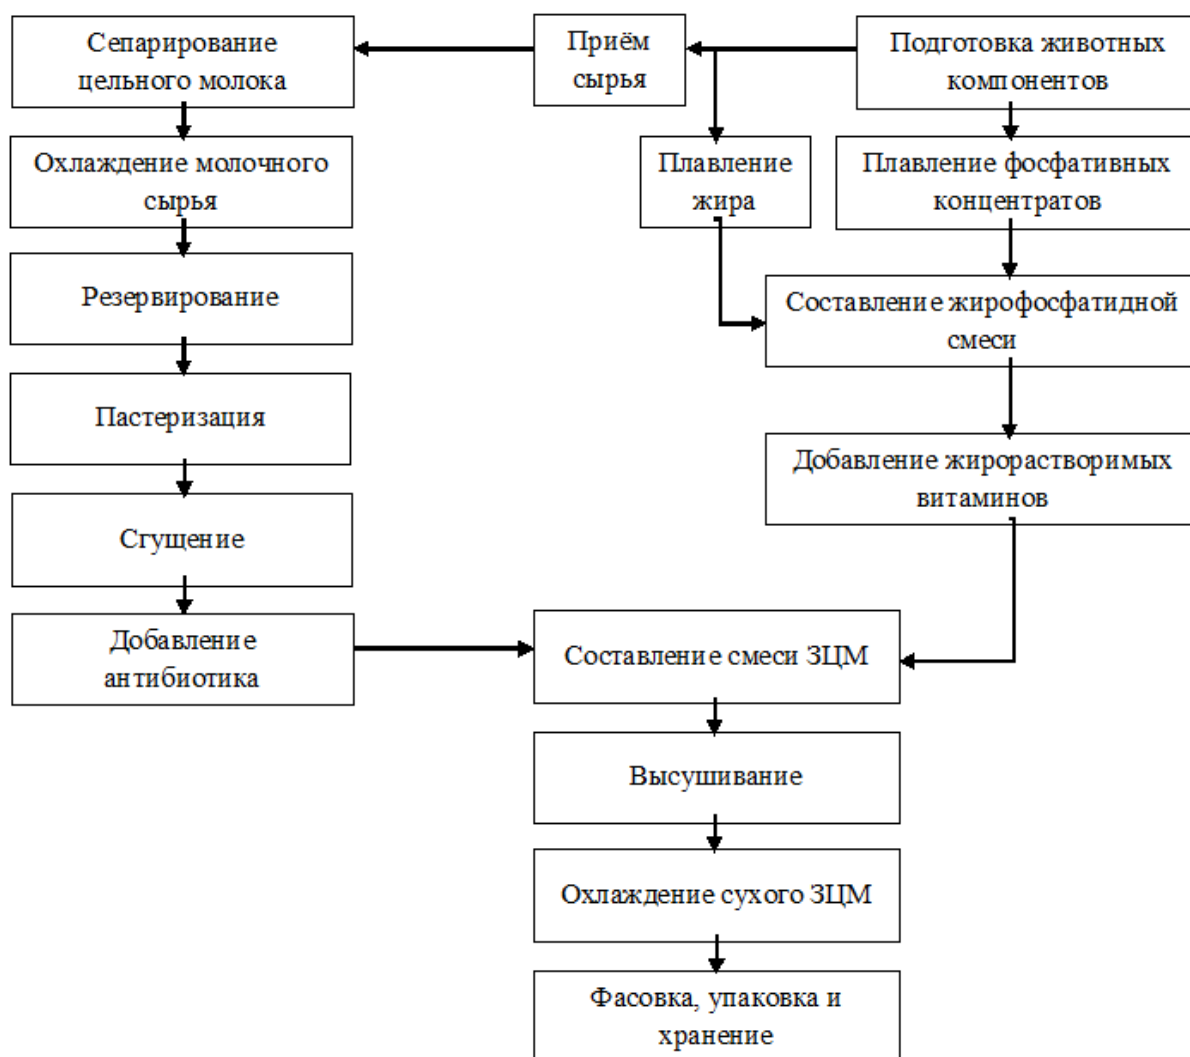 Сепарирование
цельного молока
Приём
сырья
Подготовка животных
компонентов
Охлаждение молочного
сырья
Плавление
жира
Плавление фосфативных
концентратов
Резервирование
Составление жирофосфатидной
смеси
Пастеризация
Добавление жирорастворимых
витаминов
Сгущение
Добавление
антибиотика
Составление смеси ЗЦМ
Высушивание
Охлаждение сухого ЗЦМ
Фасовка, упаковка и
хранение